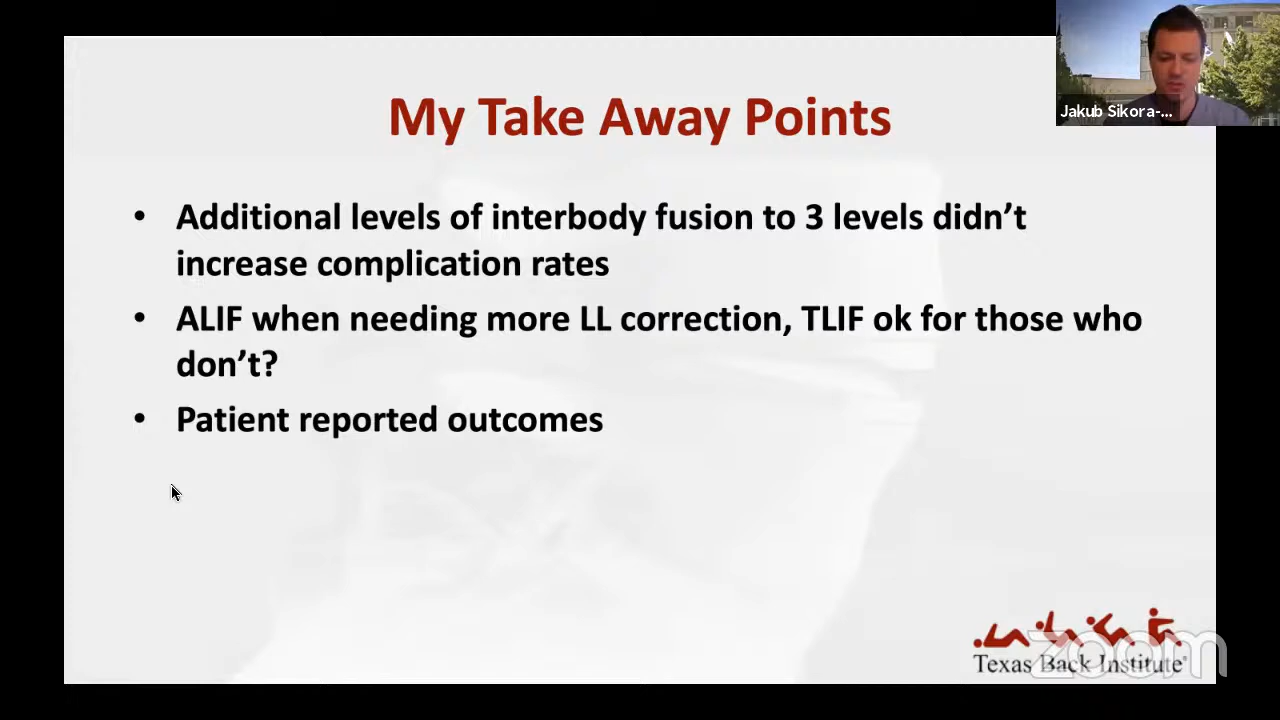 My Take Away Points
Jakub Sikora-...
• Additional levels of interbody fusion to 3 levels didn't
increase complication rates
• ALIF when needing more LL correction, TLIF ok for those who
don't?
• Patient reported outcomes
zoom
Texas Back Institute®